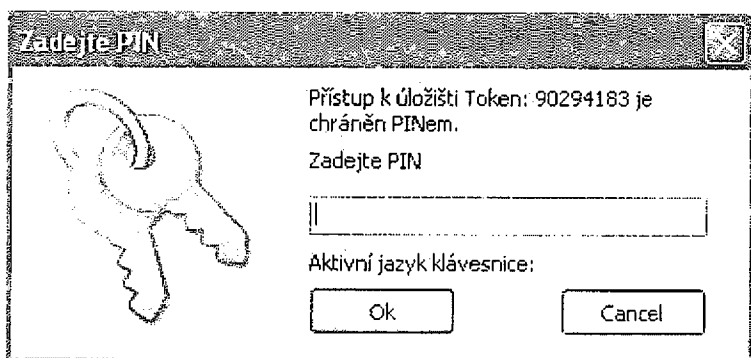 Zadejte PIN
Přístup k úložišti Token: 90294183 je
chráněn PINem.
Zadejte PIN
Aktivní jazyk klávesnice:
Ok
Cancel